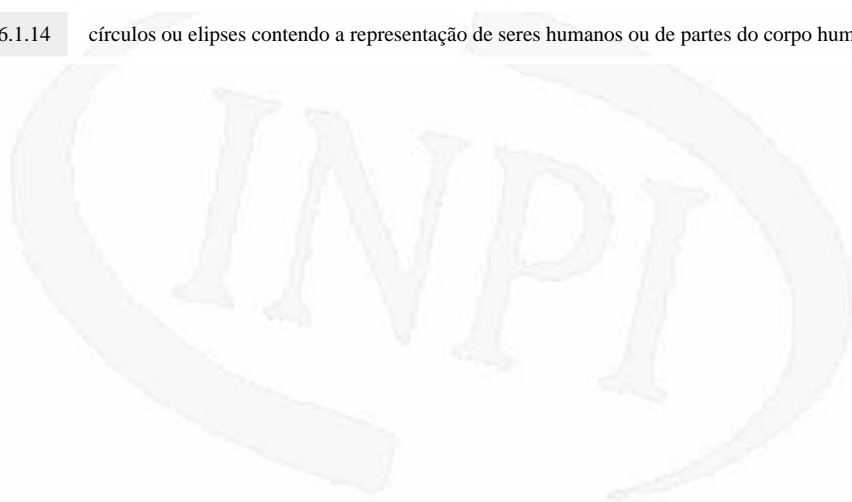 6.1.14 círculos ou elipses contendo a representação de seres humanos ou de partes do corpo hum
INPI